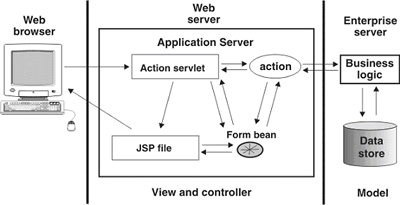 Web
browser
Web
server
Enterprise
server
Application Server
Action servlet
action
Business
logic
Form bean
JSP file
Data
store
View and controller
Model